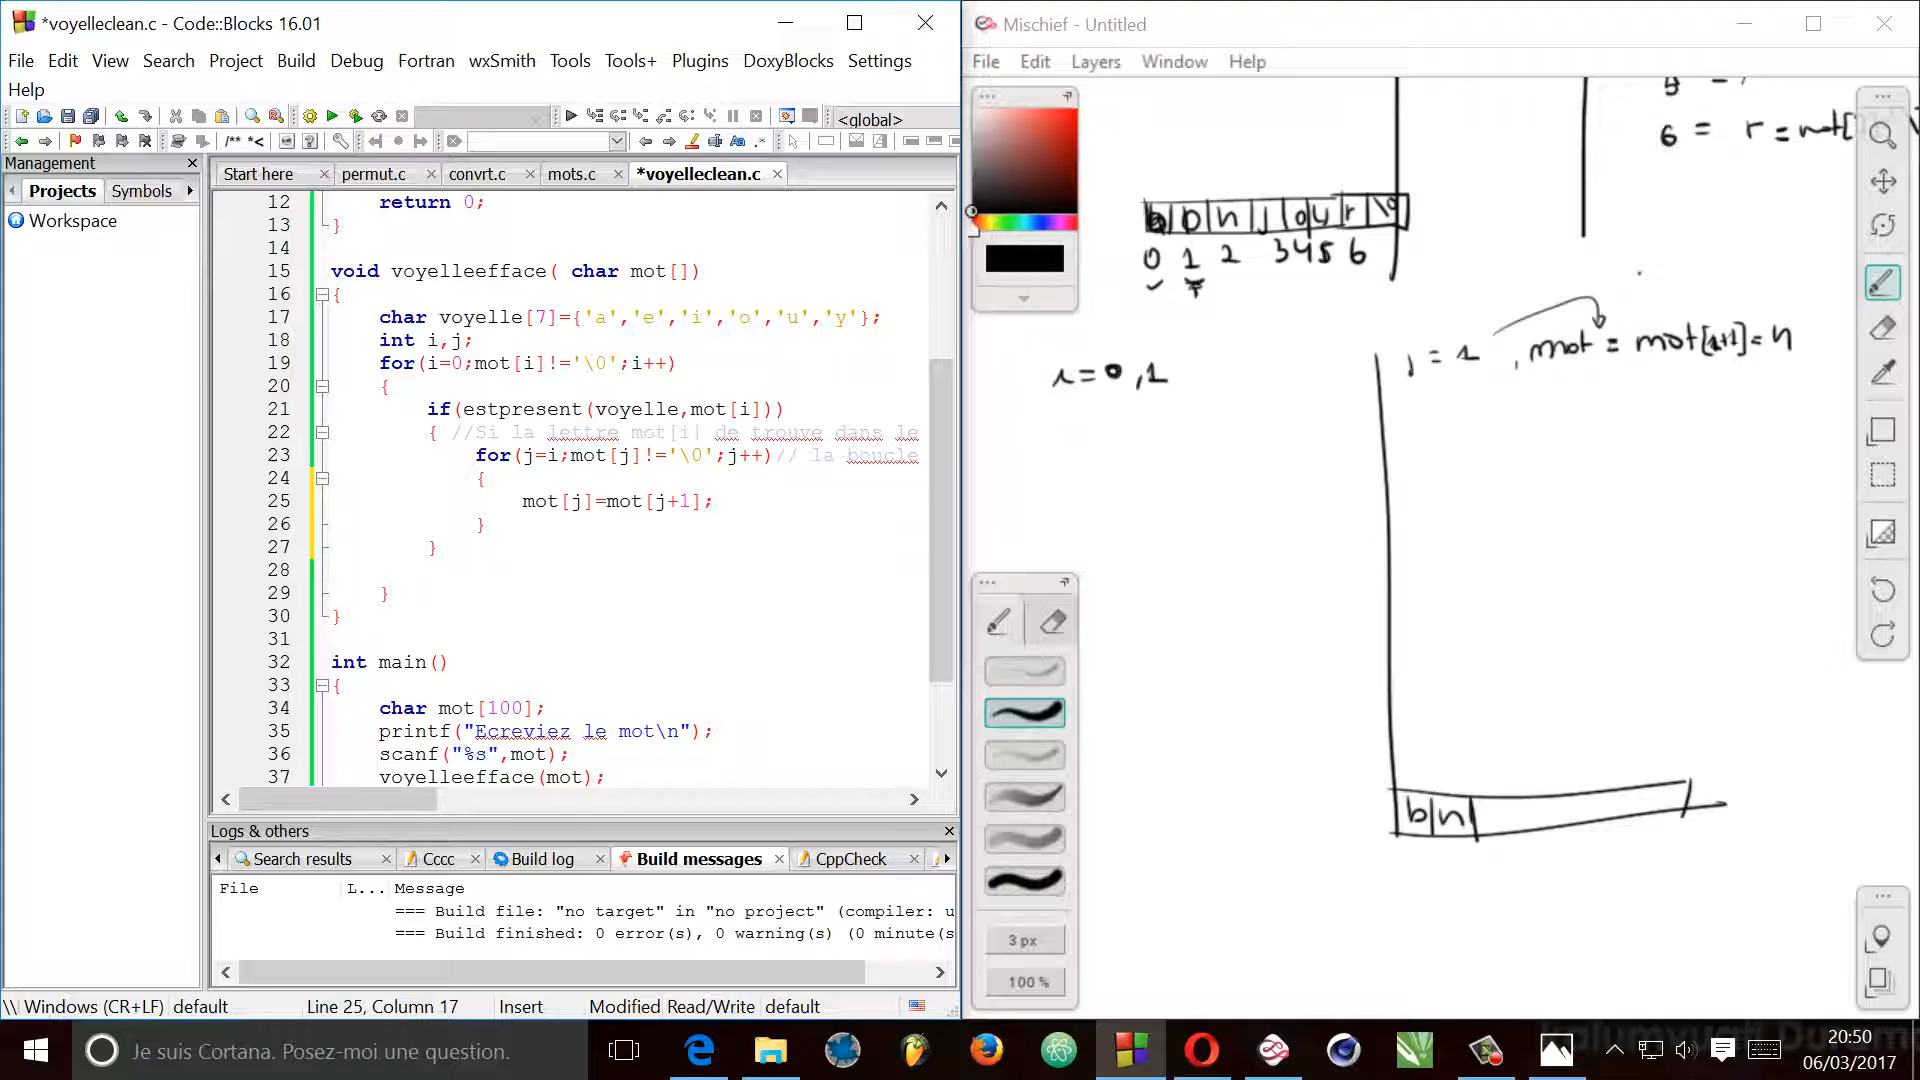 *voyelleclean.c - Code::Blocks 16.01
File Edit View Search Project Build Debug Fortran wxSmith Tools Tools+ Plugins DoxyBlocks Settings
Help
<global>
/** *<
Management
Projects Symbols
Workspace
Start here permut.c convrt.c mots.c *voyelleclean.c
12 return 0;
13 }
14
15 void voyelleefface( char mot[])
16 {
17 char voyelle[7]={'a','e','i','o','u','y'};
18 int i,j;
19 for(i=0;mot[i]!='\0';i++)
20 {
21 if(estpresent(voyelle,mot[i]))
22 { //Si la lettre mot[i| de trouve dans le
23 for(j=i;mot[j]!='\0';j++)// la boucle
24 {
25 mot[j]=mot[j+1];
26 }
27 }
28
29 }
30 }
31
32 int main()
33 {
34 char mot[100];
35 printf("Ecreviez le mot\n");
36 scanf("%s",mot);
37 voyelleefface(mot);
Logs & others
Search results Cccc Build log Build messages CppCheck
File L... Message
=== Build file: "no target" in "no project" (compiler: u
=== Build finished: 0 error(s), 0 warning(s) (0 minute(s
\\ Windows (CR+LF) default Line 25, Column 17 Insert Modified Read/Write default
Mischief - Untitled
File Edit Layers Window Help
6 = r = mot[
b o n j o u r \0
0 1 2 3 4 5 6
i = 0 , 1
j = 1 , mot = mot[1+1] = n
b n
3 px
100 %
Je suis Cortana. Posez-moi une question.
20:50
06/03/2017